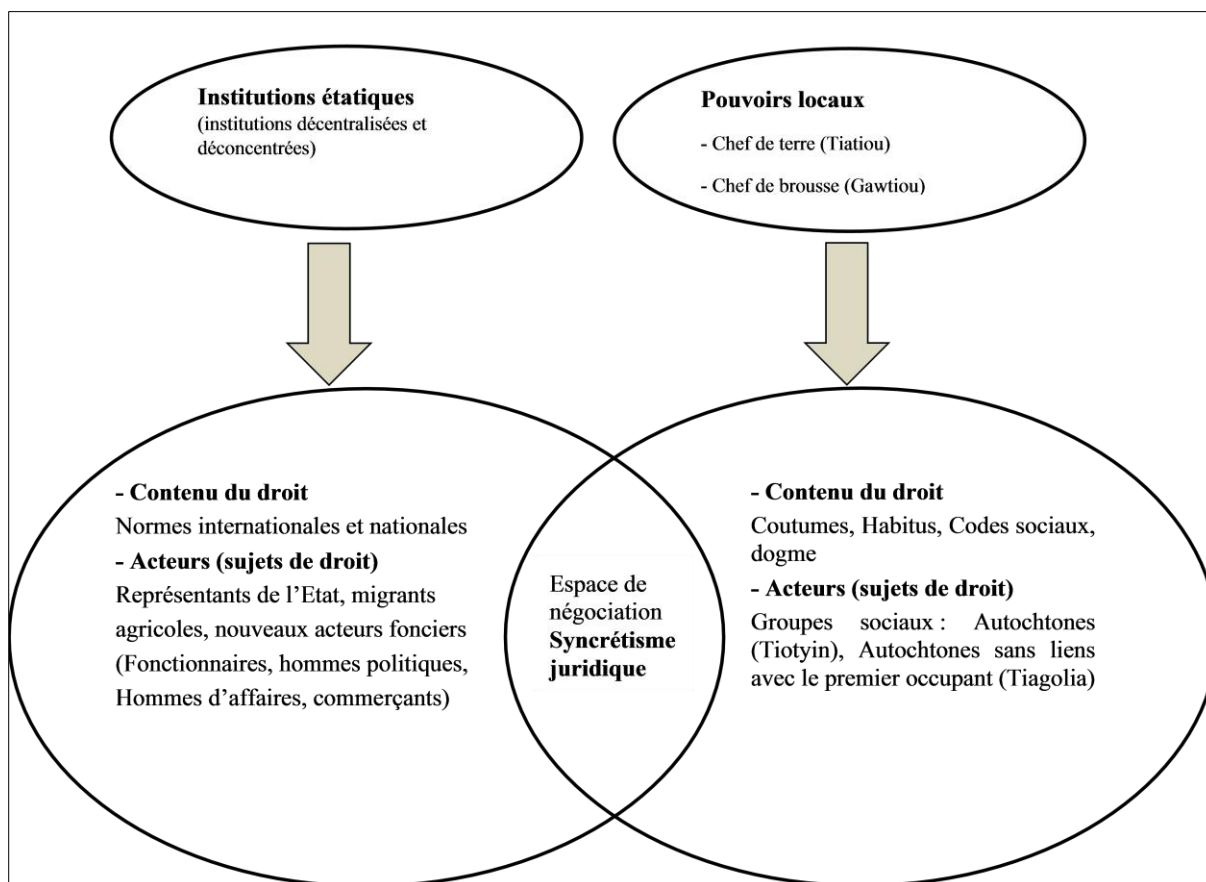 Institutions étatiques
(institutions décentralisées et
déconcentrées)
Pouvoirs locaux
- Chef de terre (Tiatiou)
- Chef de brousse (Gawtiou)
- Contenu du droit
Normes internationales et nationales
- Acteurs (sujets de droit)
Représentants de l’Etat, migrants
agricoles, nouveaux acteurs fonciers
(Fonctionnaires, hommes politiques,
Hommes d’affaires, commerçants)
Espace de
négociation
Syncrétisme
juridique
- Contenu du droit
Coutumes, Habitus, Codes sociaux,
dogme
- Acteurs (sujets de droit)
Groupes sociaux : Autochtones
(Tiotyin), Autochtones sans liens
avec le premier occupant (Tiagolia)